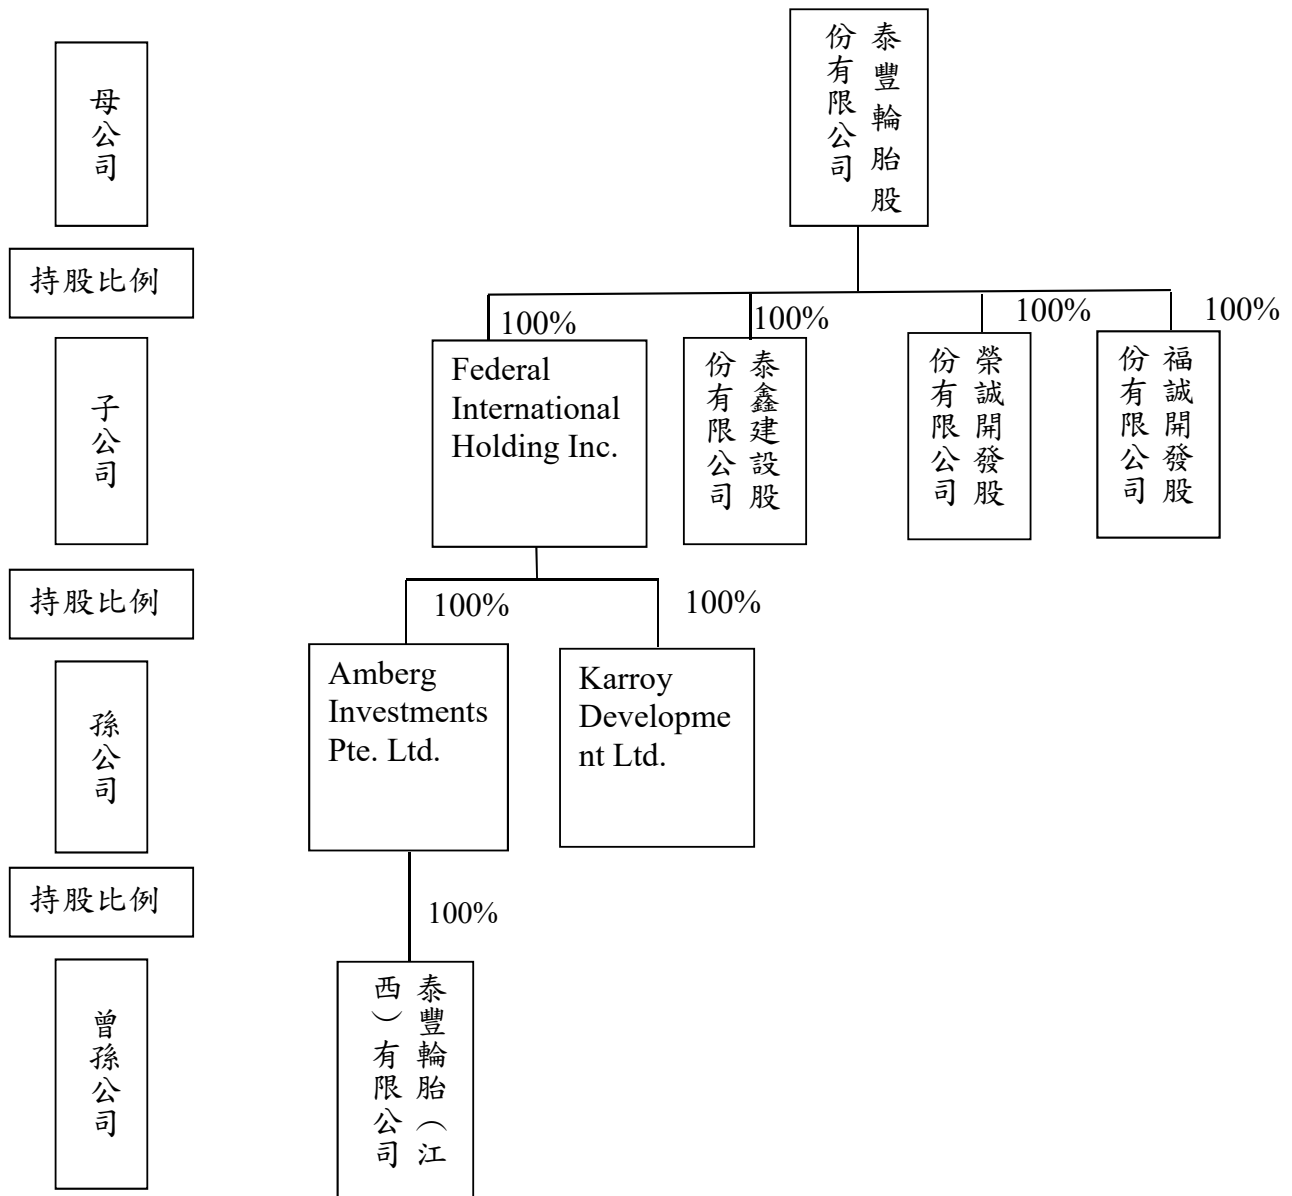 母公司
泰豐輪胎股
份有限公司
持股比例
100%
100%
100%
100%
子公司
Federal
International
Holding Inc.
泰鑫建設股
份有限公司
榮誠開發股
份有限公司
福誠開發股
份有限公司
持股比例
100%
100%
孫公司
Amberg
Investments
Pte. Ltd.
Karroy
Developme
nt Ltd.
持股比例
100%
曾孫公司
泰豐輪胎（江
西）有限公司